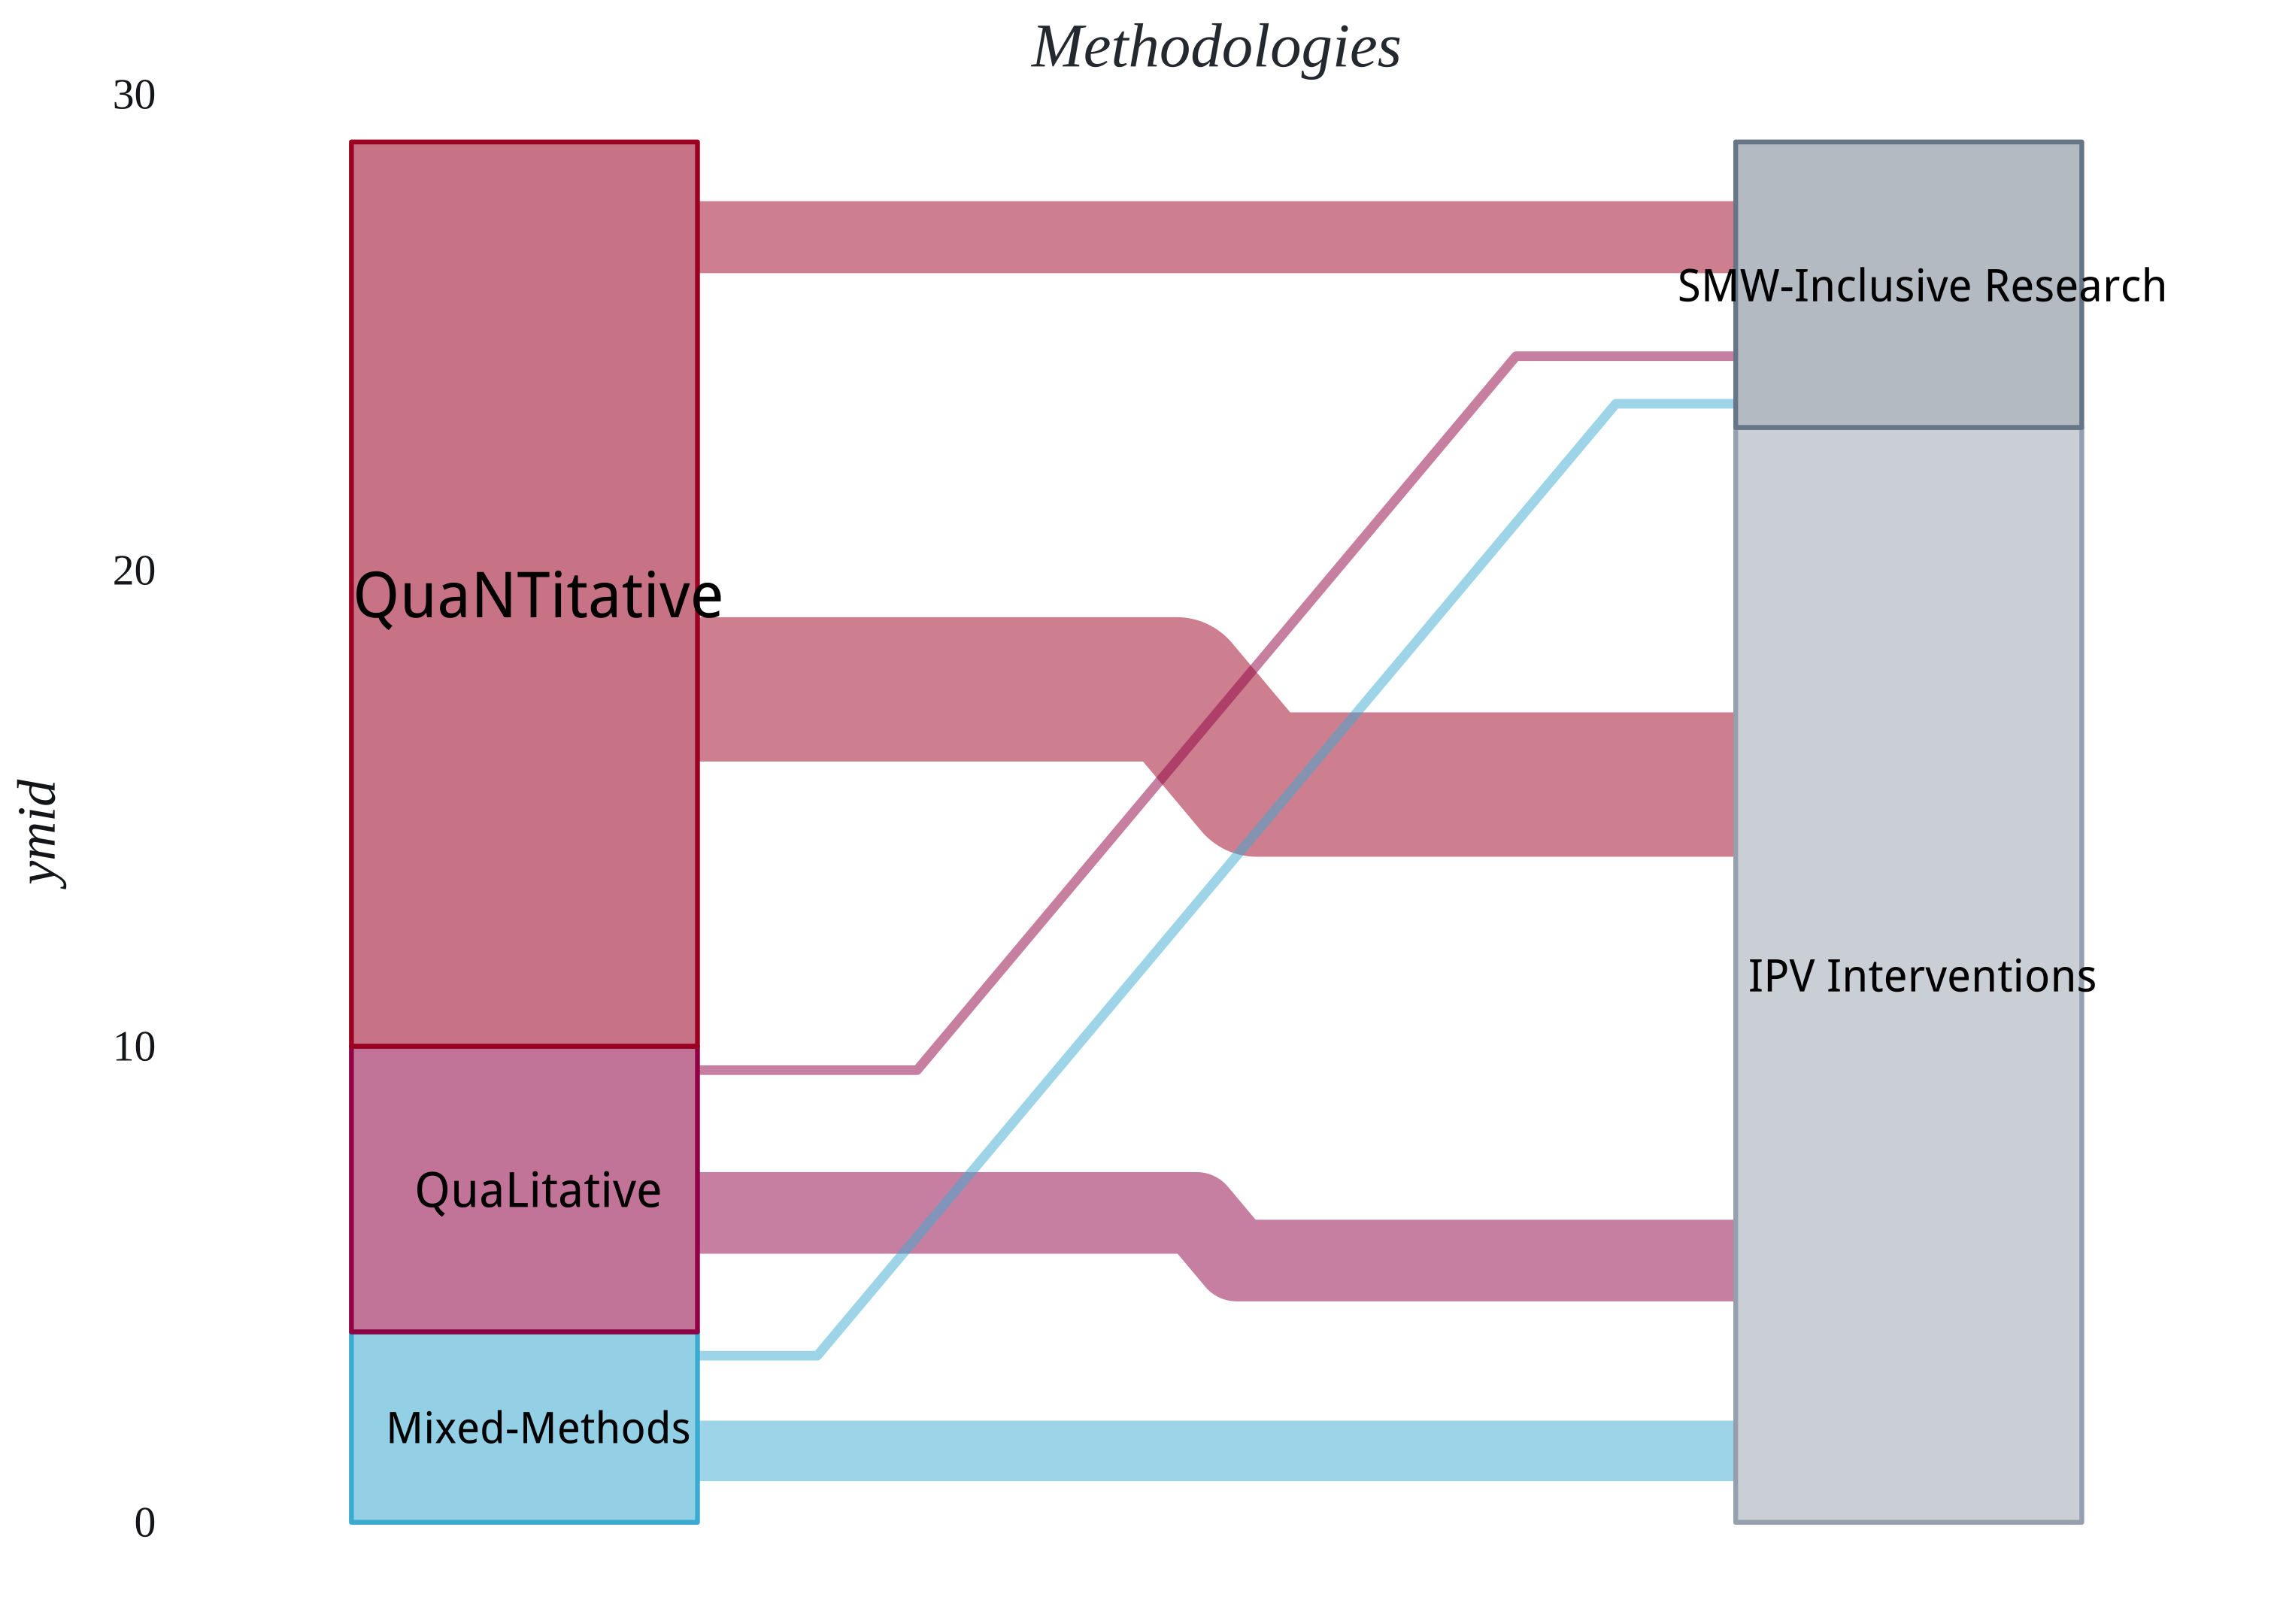 Methodologies
30
SMW-Inclusive Research
20
QuaNTitative
ymid
IPV Interventions
10
QuaLitative
Mixed-Methods
0